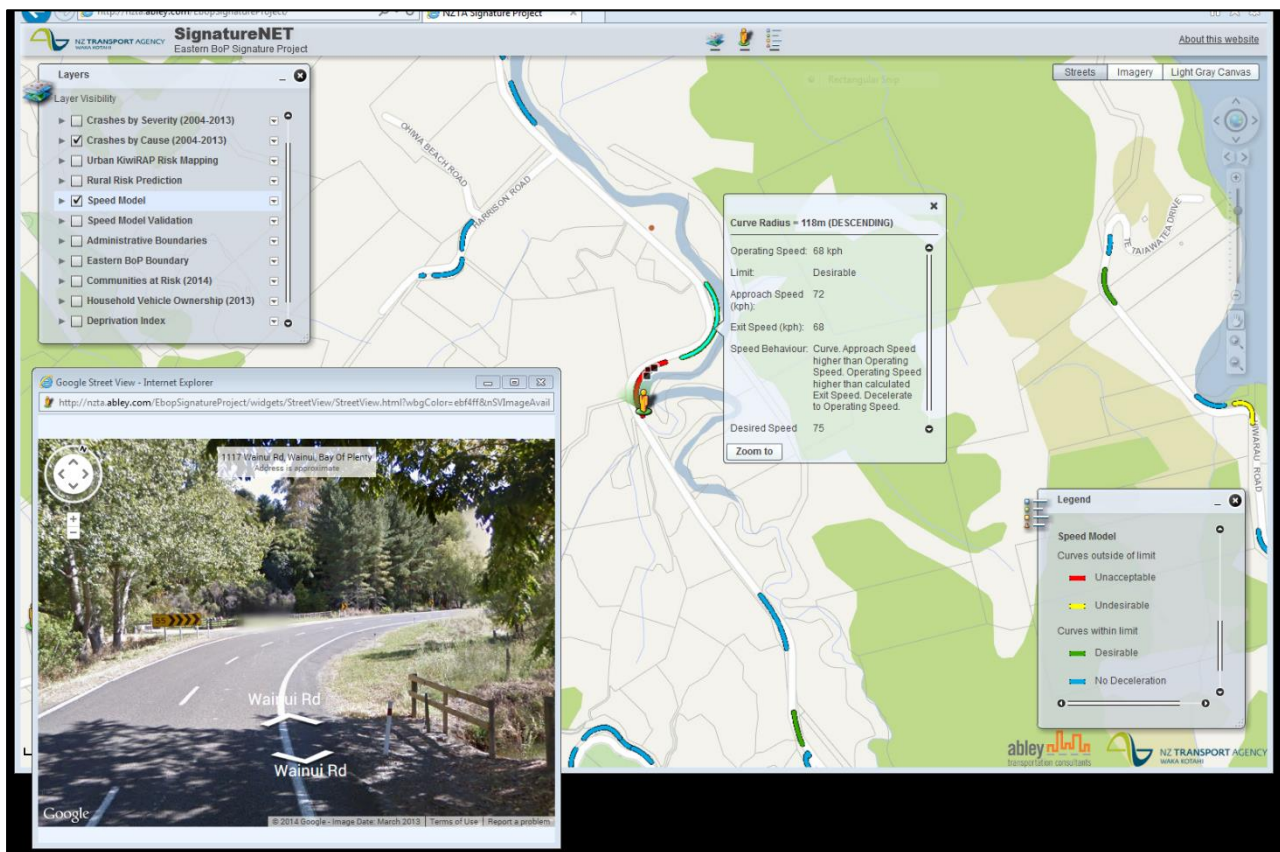 http://nzta.abley.com/EbopSignatureProject/
NZTA Signature Project
NZ TRANSPORT AGENCY
WAKA KOTAHI
SignatureNET
Eastern BoP Signature Project
About this website
Layers
Layer Visibility
Crashes by Severity (2004-2013)
Crashes by Cause (2004-2013)
Urban KiwiRAP Risk Mapping
Rural Risk Prediction
Speed Model
Speed Model Validation
Administrative Boundaries
Eastern BoP Boundary
Communities at Risk (2014)
Household Vehicle Ownership (2013)
Deprivation Index
Rectangular Snip
Streets
Imagery
Light Gray Canvas
OHIWA BEACH ROAD
HARRISON ROAD
TE TAIAWATEA DRIVE
Curve Radius = 118m (DESCENDING)
Operating Speed: 68 kph
Limit: Desirable
Approach Speed 72
(kph):
Exit Speed (kph): 68
Speed Behaviour: Curve. Approach Speed
higher than Operating
Speed. Operating Speed
higher than calculated
Exit Speed. Decelerate
to Operating Speed.
Desired Speed 75
Zoom to
Google Street View - Internet Explorer
http://nzta.abley.com/EbopSignatureProject/widgets/StreetView/StreetView.html?wbgColor=ebf4ff&nSVImageAvail
N
1117 Wainui Rd, Wainui, Bay Of Plenty
Address is approximate
55
Wainui Rd
Wainui Rd
Google
© 2014 Google - Image Date: March 2013
Terms of Use
Report a problem
ROAD
Legend
Speed Model
Curves outside of limit
Unacceptable
Undesirable
Curves within limit
Desirable
No Deceleration
abley
transportation consultants
NZ TRANSPORT AGENCY
WAKA KOTAHI